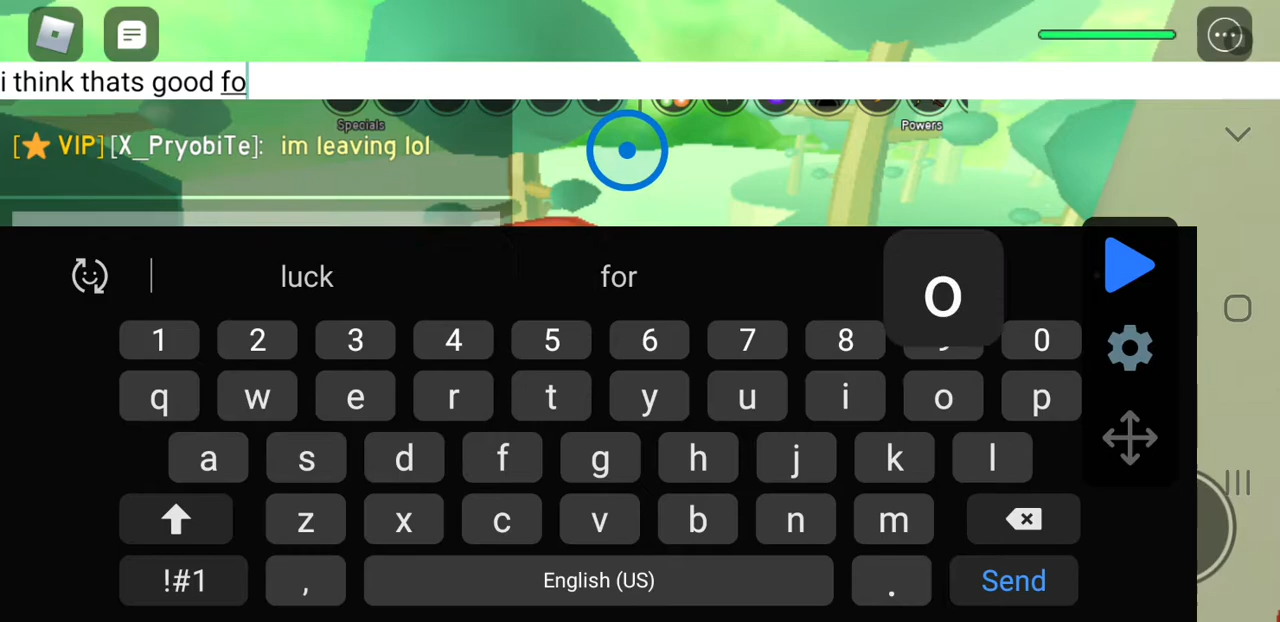 i think thats good fo
Specials
Powers
[⭐ VIP] [X_PryobiTe]: im leaving lol
luck for
o
1 2 3 4 5 6 7 8 0
q w e r t y u i o p
a s d f g h j k l
z x c v b n m
!#1 , English (US) . Send